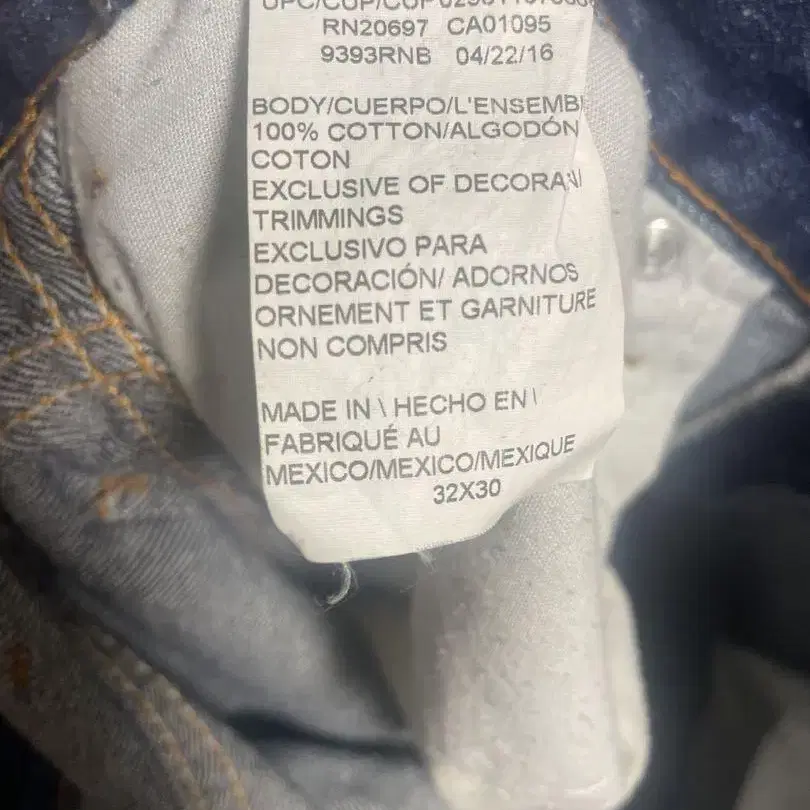 RN20697 CA01095
9393RNB 04/22/16
BODY/CUERPO/L'ENSEMBL
100% COTTON/ALGODÓN
COTON
EXCLUSIVE OF DECORA
TRIMMINGS
EXCLUSIVO PARA
DECORACIÓN/ ADORNOS
ORNEMENT ET GARNITURE
NON COMPRIS
MADE IN \ HECHO EN \
FABRIQUÉ AU
MEXICO/MEXICO/MEXIQUE
32X30